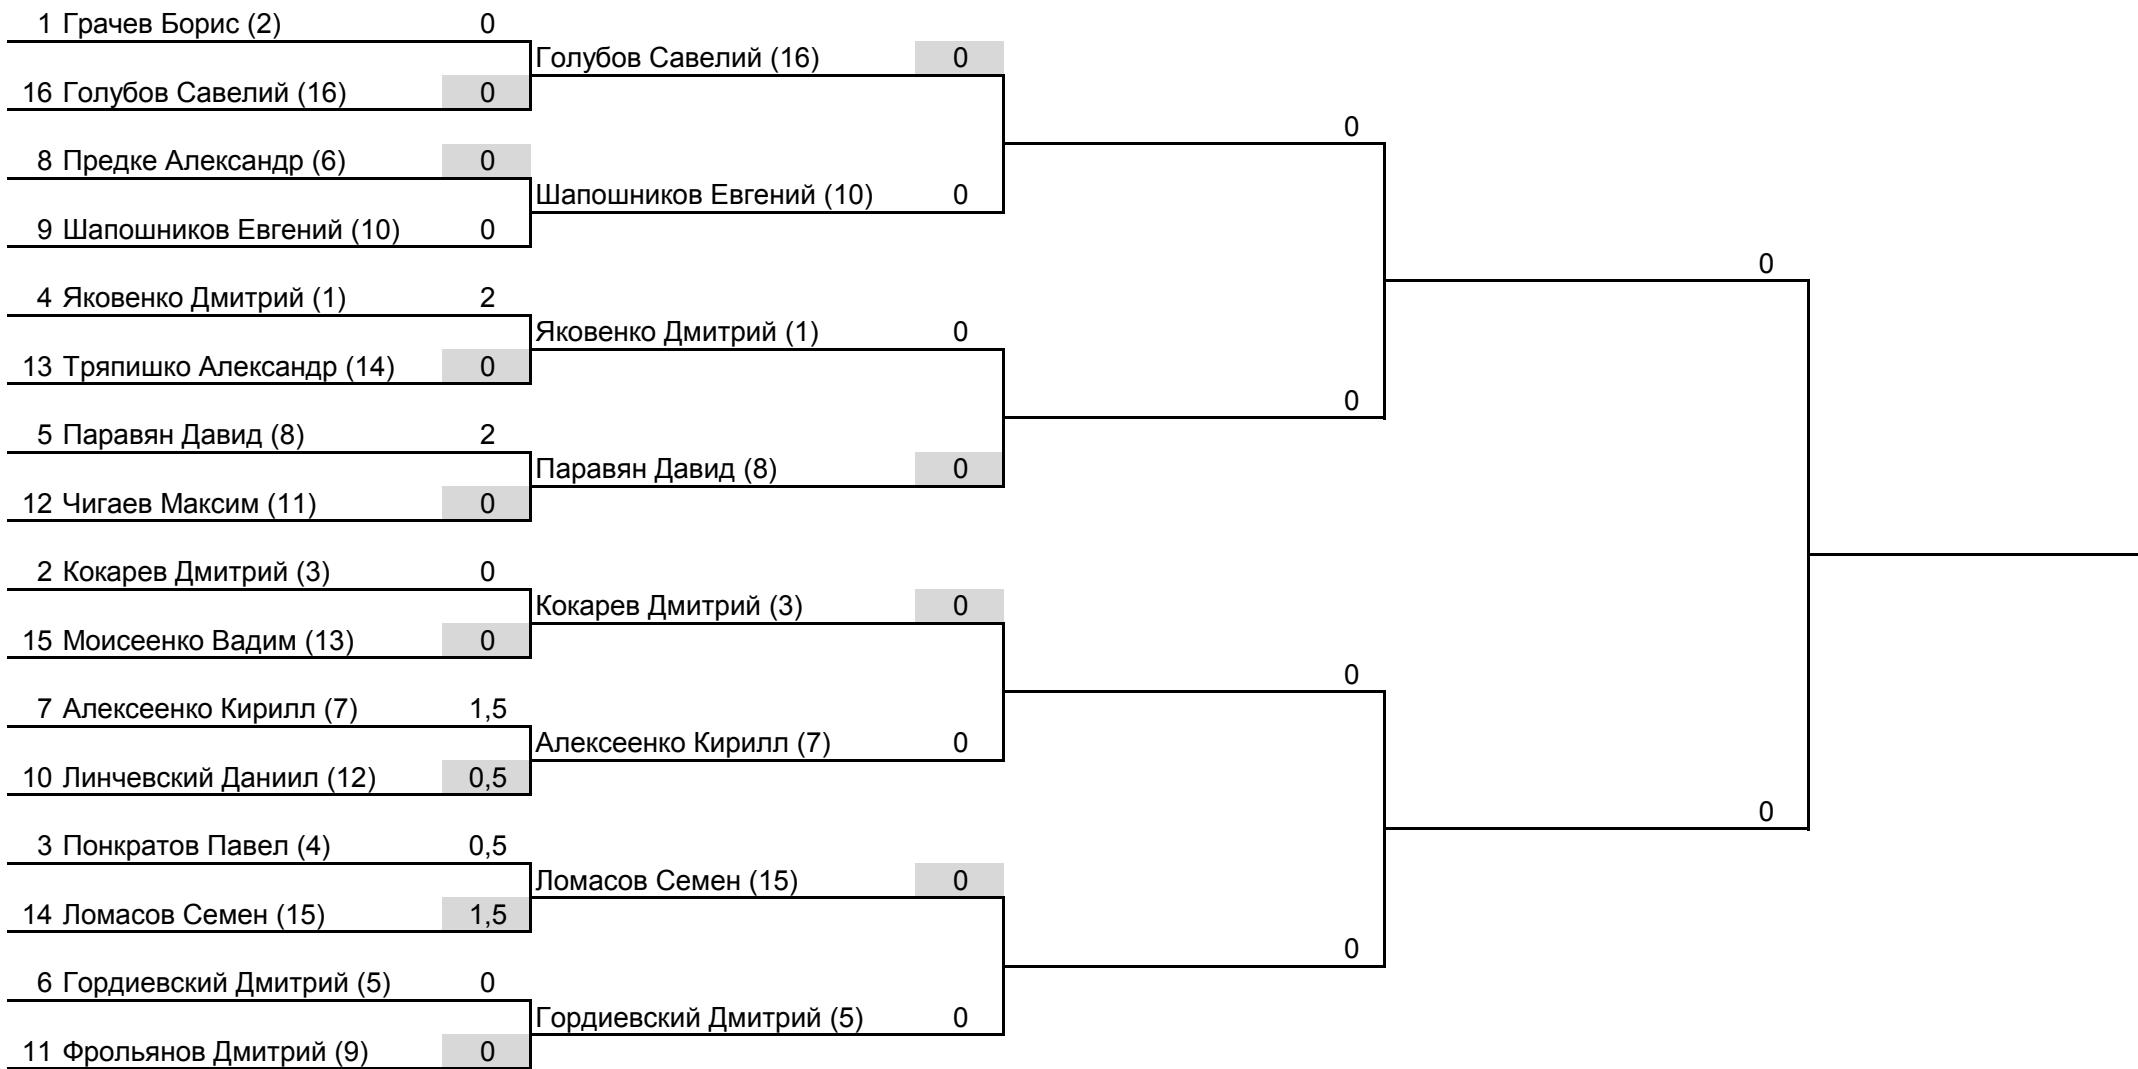 1 Грачев Борис (2) 0
Голубов Савелий (16) 0
16 Голубов Савелий (16) 0
0
8 Предке Александр (6) 0
Шапошников Евгений (10) 0
9 Шапошников Евгений (10) 0
0
4 Яковенко Дмитрий (1) 2
Яковенко Дмитрий (1) 0
13 Тряпишко Александр (14) 0
0
5 Паравян Давид (8) 2
Паравян Давид (8) 0
12 Чигаев Максим (11) 0
2 Кокарев Дмитрий (3) 0
Кокарев Дмитрий (3) 0
15 Моисеенко Вадим (13) 0
0
7 Алексеенко Кирилл (7) 1,5
Алексеенко Кирилл (7) 0
10 Линчевский Даниил (12) 0,5
0
3 Понкратов Павел (4) 0,5
Ломасов Семен (15) 0
14 Ломасов Семен (15) 1,5
0
6 Гордиевский Дмитрий (5) 0
Гордиевский Дмитрий (5) 0
11 Фрольянов Дмитрий (9) 0